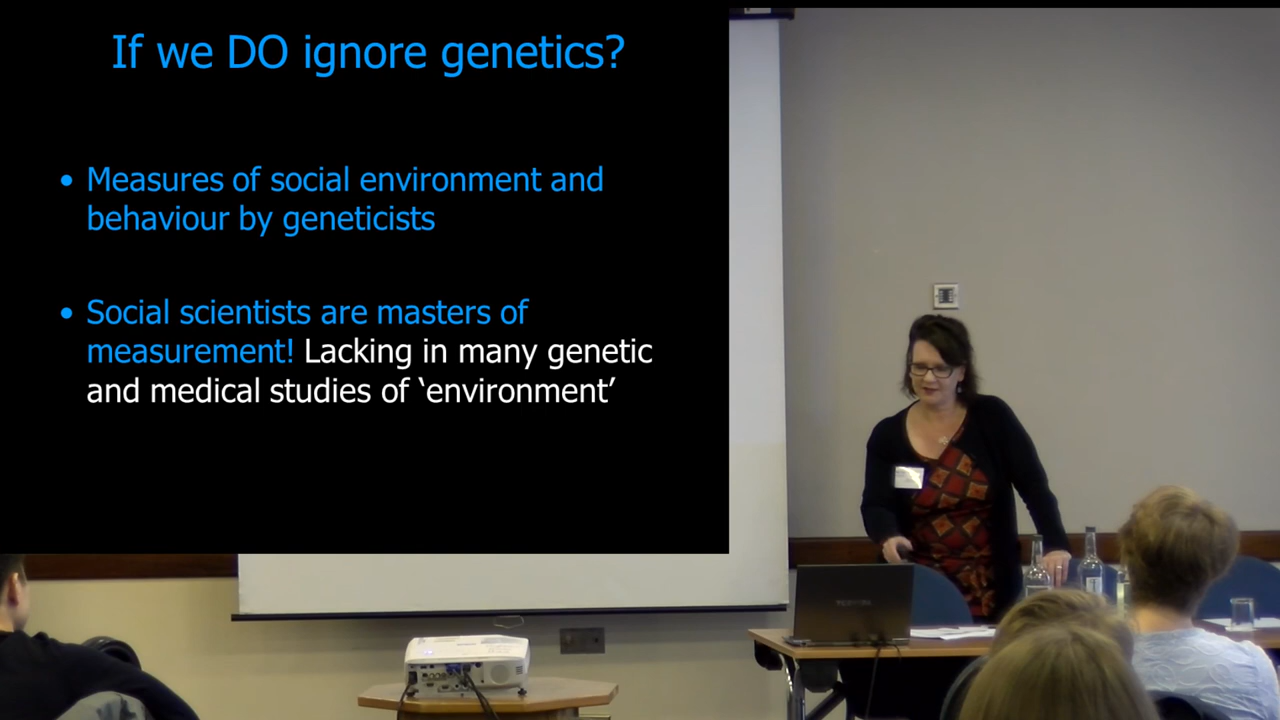 If we DO ignore genetics?
• Measures of social environment and
behaviour by geneticists
• Social scientists are masters of
measurement! Lacking in many genetic
and medical studies of ‘environment’
TOSHIBA